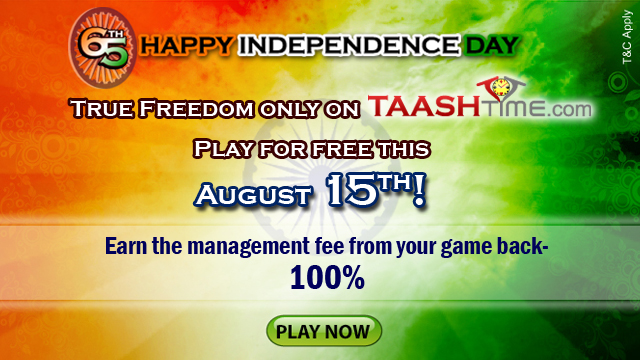 65TH HAPPY INDEPENDENCE DAY
T&C Apply
TRUE FREEDOM ONLY ON TAASHTIME.com
PLAY FOR FREE THIS
AUGUST 15TH!
Earn the management fee from your game back-
100%
PLAY NOW